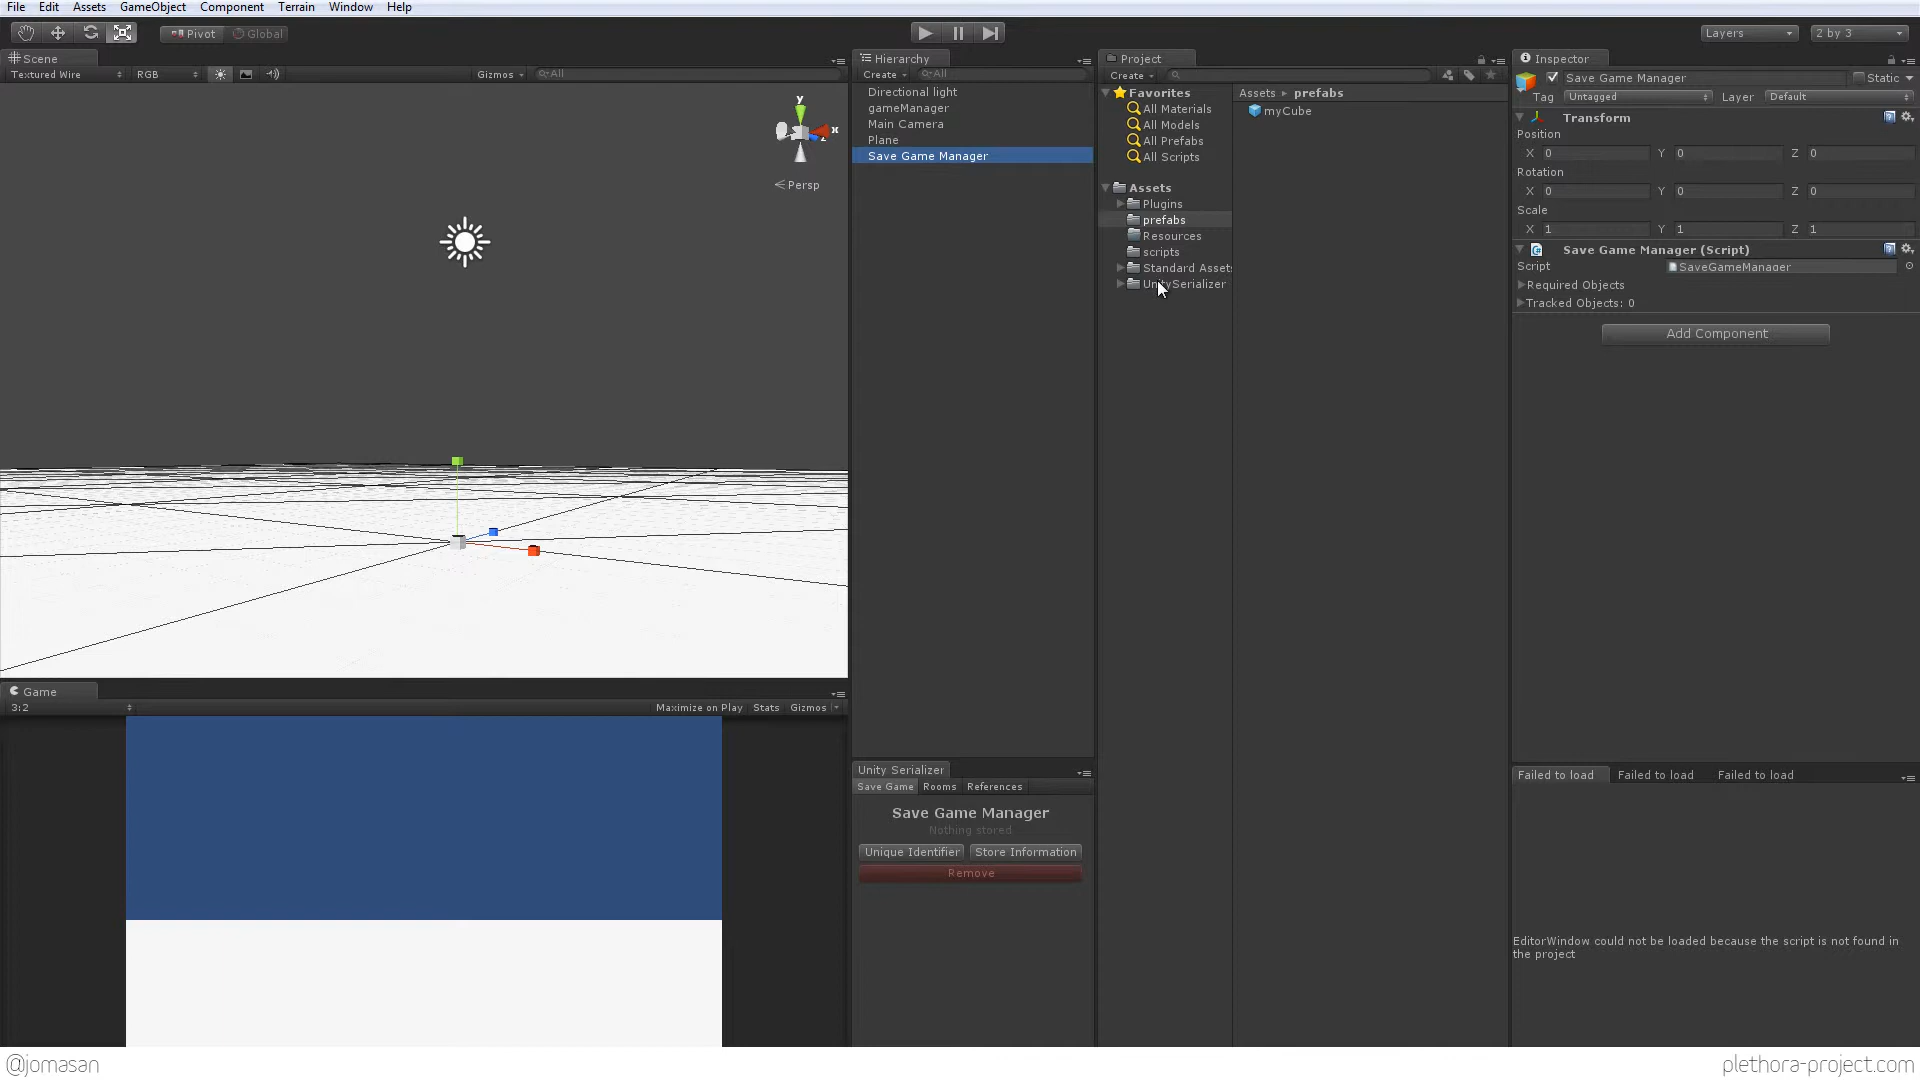 File Edit Assets GameObject Component Terrain Window Help
Pivot Global Layers 2 by 3
Scene
Textured Wire RGB Gizmos All
y
x
z
Persp
Game
3:2 Maximize on Play Stats Gizmos
Hierarchy
Create All
Directional light
gameManager
Main Camera
Plane
Save Game Manager
Unity Serializer
Save Game Rooms References
Save Game Manager
Nothing stored
Unique Identifier Store Information
Remove
Project
Create
Favorites
All Materials
All Models
All Prefabs
All Scripts
Assets
Plugins
prefabs
Resources
scripts
Standard Assets
UnitySerializer
Assets prefabs
myCube
Inspector
Save Game Manager Static
Tag Untagged Layer Default
Transform
Position
X 0 Y 0 Z 0
Rotation
X 0 Y 0 Z 0
Scale
X 1 Y 1 Z 1
Save Game Manager (Script)
Script SaveGameManager
Required Objects
Tracked Objects: 0
Add Component
Failed to load Failed to load Failed to load
EditorWindow could not be loaded because the script is not found in
the project
@jomasan
plethora-project.com